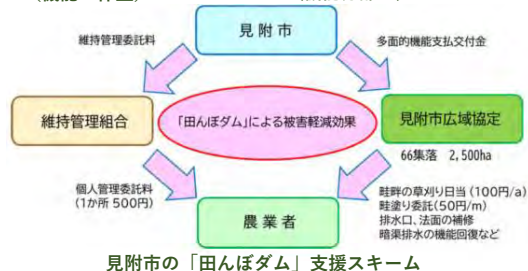 見附市
維持管理委託料
多面的機能支払交付金
維持管理組合
「田んぼダム」による被害軽減効果
見附市広域協定
66集落 2,500ha
個人管理委託料
(1か所 500円)
農業者
畦畔の草刈り日当(100円/a)
畦塗り委託(50円/m)
排水口、法面の補修
暗渠排水の機能回復など
見附市の「田んぼダム」支援スキーム